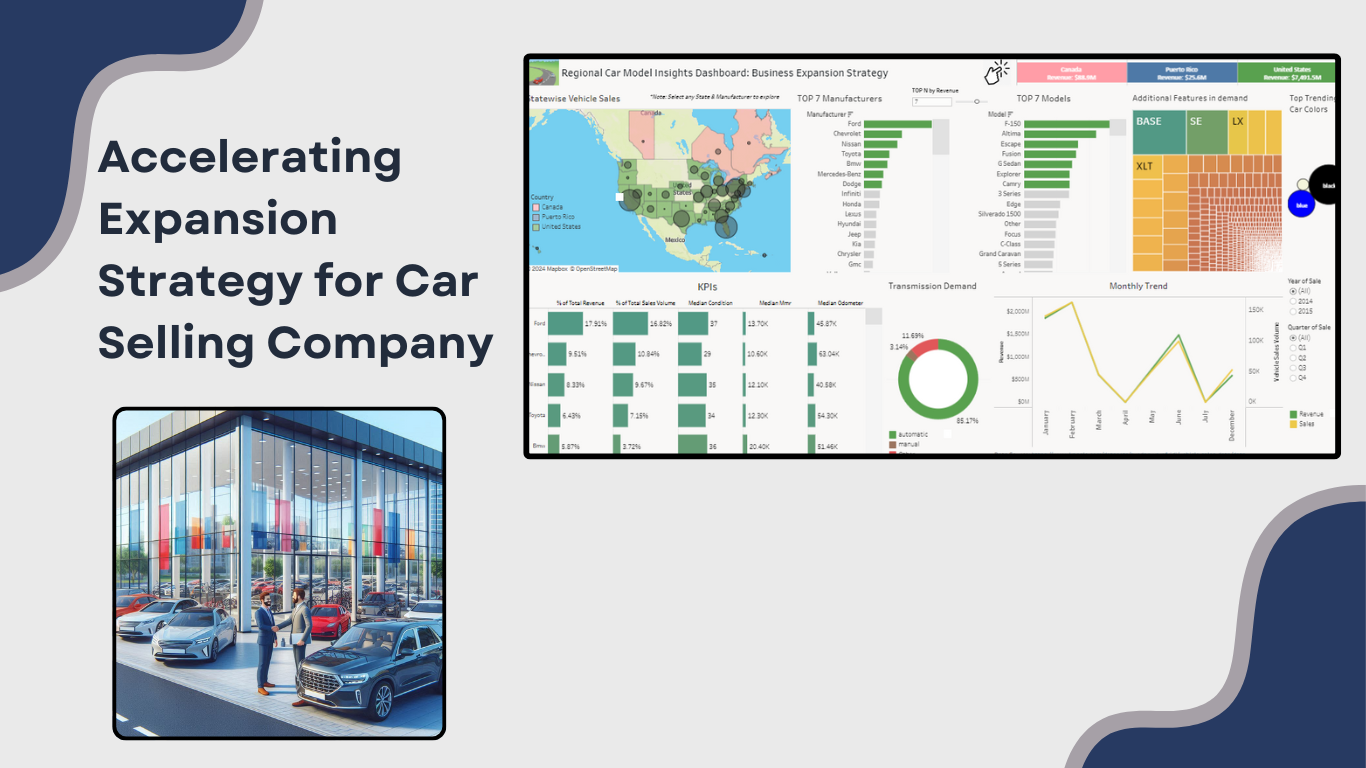 Accelerating
Expansion
Strategy for Car
Selling Company
Regional Car Model Insights Dashboard: Business Expansion Strategy
Canada
Puerto Rico
Revenue: $25.6M
United States
Revenue: $7,491.5M
tatewise Vehicle Sales
*Note: Select any State & Manufacturer to explore
TOP 7 Manufacturers
TOP N by Revenue
7
TOP 7 Models
Additional Features in demand
Top Trending
Car Colors
Canada
United
States
Mexico
Country
Canada
Puerto Rico
United States
2024 Mapbox © OpenStreetMap
Manufacturer
Ford
Chevrolet
Nissan
Toyota
Bmw
Mercedes-Benz
Dodge
Infiniti
Honda
Lexus
Hyundai
Jeep
Kia
Chrysler
Gmc
Model
F-150
Altima
Escape
Fusion
G Sedan
Explorer
Camry
3 Series
Edge
Silverado 1500
Other
Focus
C-Class
Grand Caravan
5 Series
BASE
SE
LX
XLT
black
blue
KPIs
% of Total Revenue
% of Total Sales Volume
Median Condition
Median Mmr
Median Odometer
Ford 17.91% 16.82% 37 13.70K 45.87K
evro.. 9.51% 10.84% 29 10.60K 63.04K
Nissan 8.33% 9.67% 35 12.10K 40.58K
Toyota 6.43% 7.15% 34 12.30K 54.30K
Bmw 5.87% 3.72% 36 20.40K 51.46K
Transmission Demand
11.69%
3.14%
85.17%
automatic
manual
Monthly Trend
Revenue
$2,000M
$1,500M
$1,000M
$500M
$0M
150K
100K
50K
0K
Vehicle Sales Volume
January
February
March
April
May
June
July
December
Year of Sale
(All)
2014
2015
Quarter of Sale
(All)
Q1
Q2
Q3
Q4
Revenue
Sales